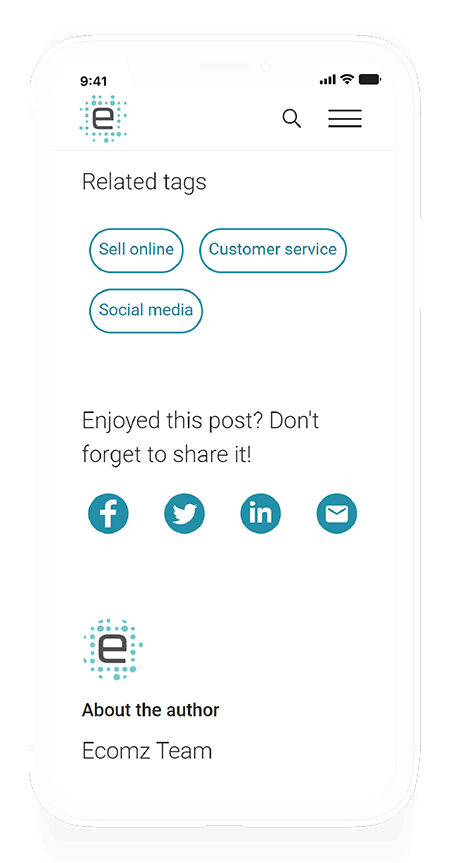 9:41
e
Related tags
Sell online
Customer service
Social media
Enjoyed this post? Don't
forget to share it!
f
in
e
About the author
Ecomz Team